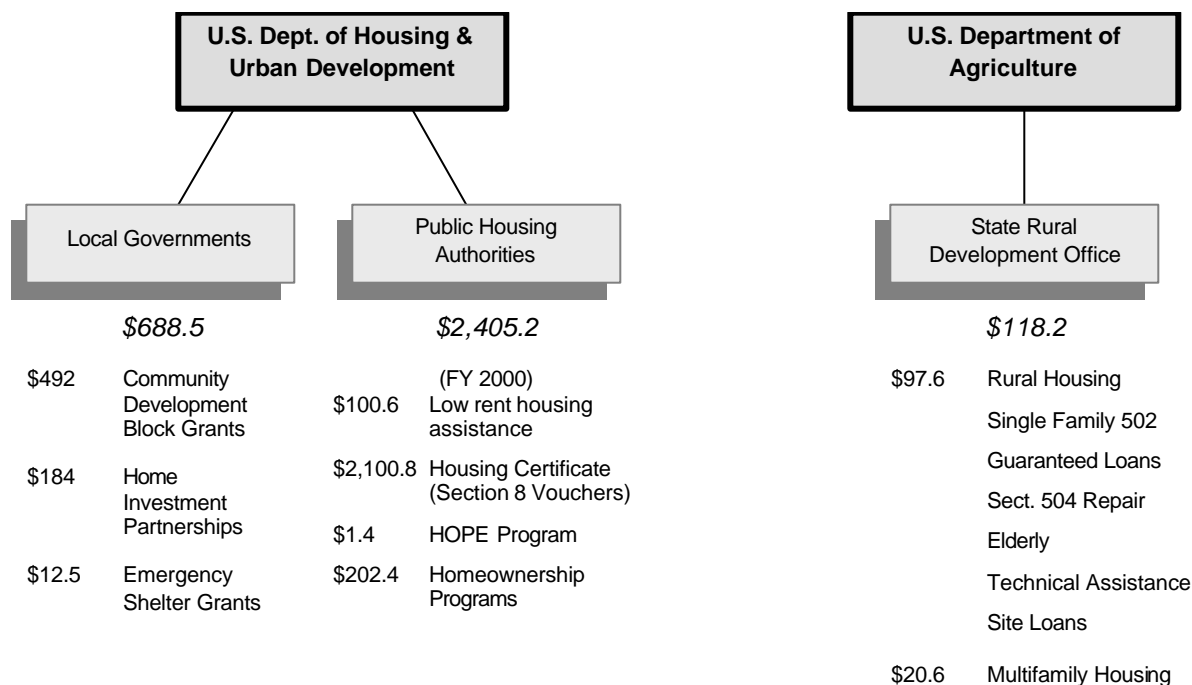 U.S. Dept. of Housing &
Urban Development
Local Governments
$688.5
$492 Community
Development
Block Grants
$184 Home
Investment
Partnerships
$12.5 Emergency
Shelter Grants
Public Housing
Authorities
$2,405.2
(FY 2000)
$100.6 Low rent housing
assistance
$2,100.8 Housing Certificate
(Section 8 Vouchers)
$1.4 HOPE Program
$202.4 Homeownership
Programs
U.S. Department of
Agriculture
State Rural
Development Office
$118.2
$97.6 Rural Housing
Single Family 502
Guaranteed Loans
Sect. 504 Repair
Elderly
Technical Assistance
Site Loans
$20.6 Multifamily Housing